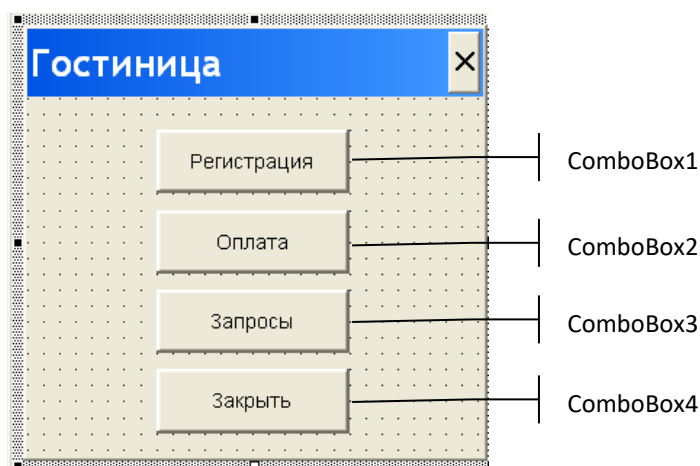 Гостиница
Регистрация ComboBox1
Оплата ComboBox2
Запросы ComboBox3
Закрыть ComboBox4